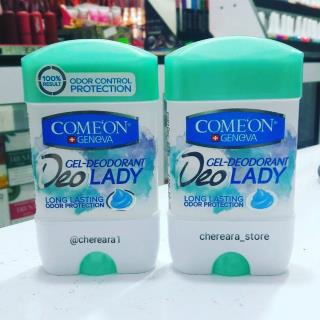 100%
RESULT
ODOR CONTROL
PROTECTION
COME'ON
GENEVA
GEL-DEODORANT
Deo LADY
LONG LASTING
ODOR PROTECTION
@chereara1
COME'ON
GENEVA
GEL-DEODORANT
Deo LADY
LONG LASTING
ODOR PROTECTION
chereara_store